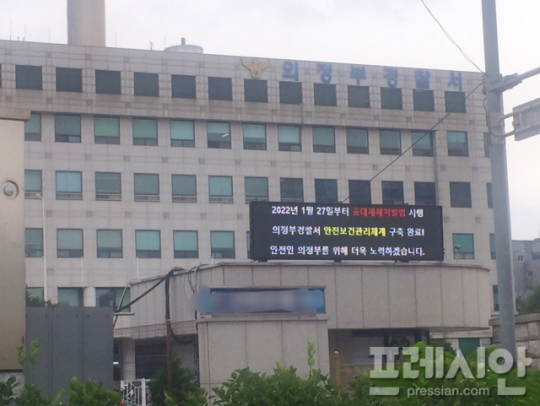 의정부경찰서
2022년 1월 27일부터 중대재해처벌법 시행
의정부경찰서 안전보건관리체계 구축 완료!
안전한 의정부를 위해 더욱 노력하겠습니다.
프레시안
pressian.com